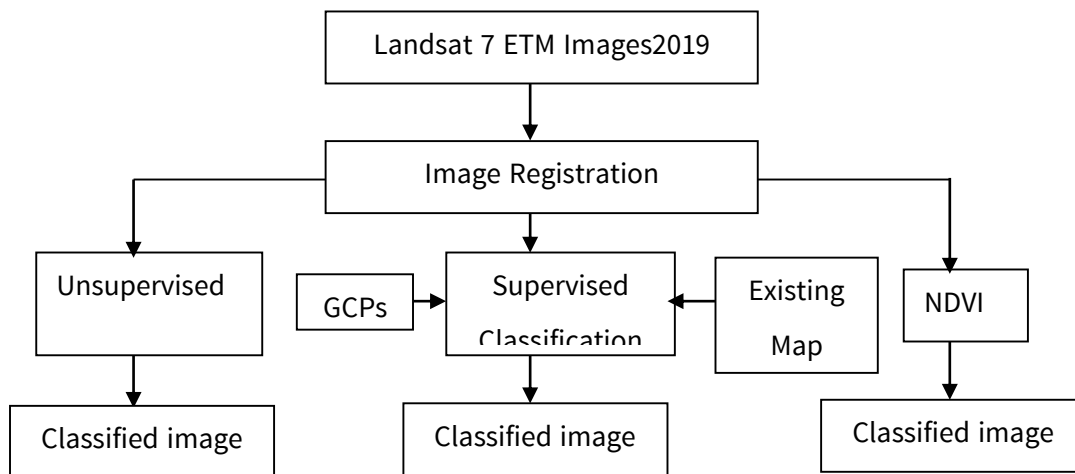 Landsat 7 ETM Images2019
Image Registration
Unsupervised
GCPs
Supervised
Classification
Existing
Map
NDVI
Classified image
Classified image
Classified image